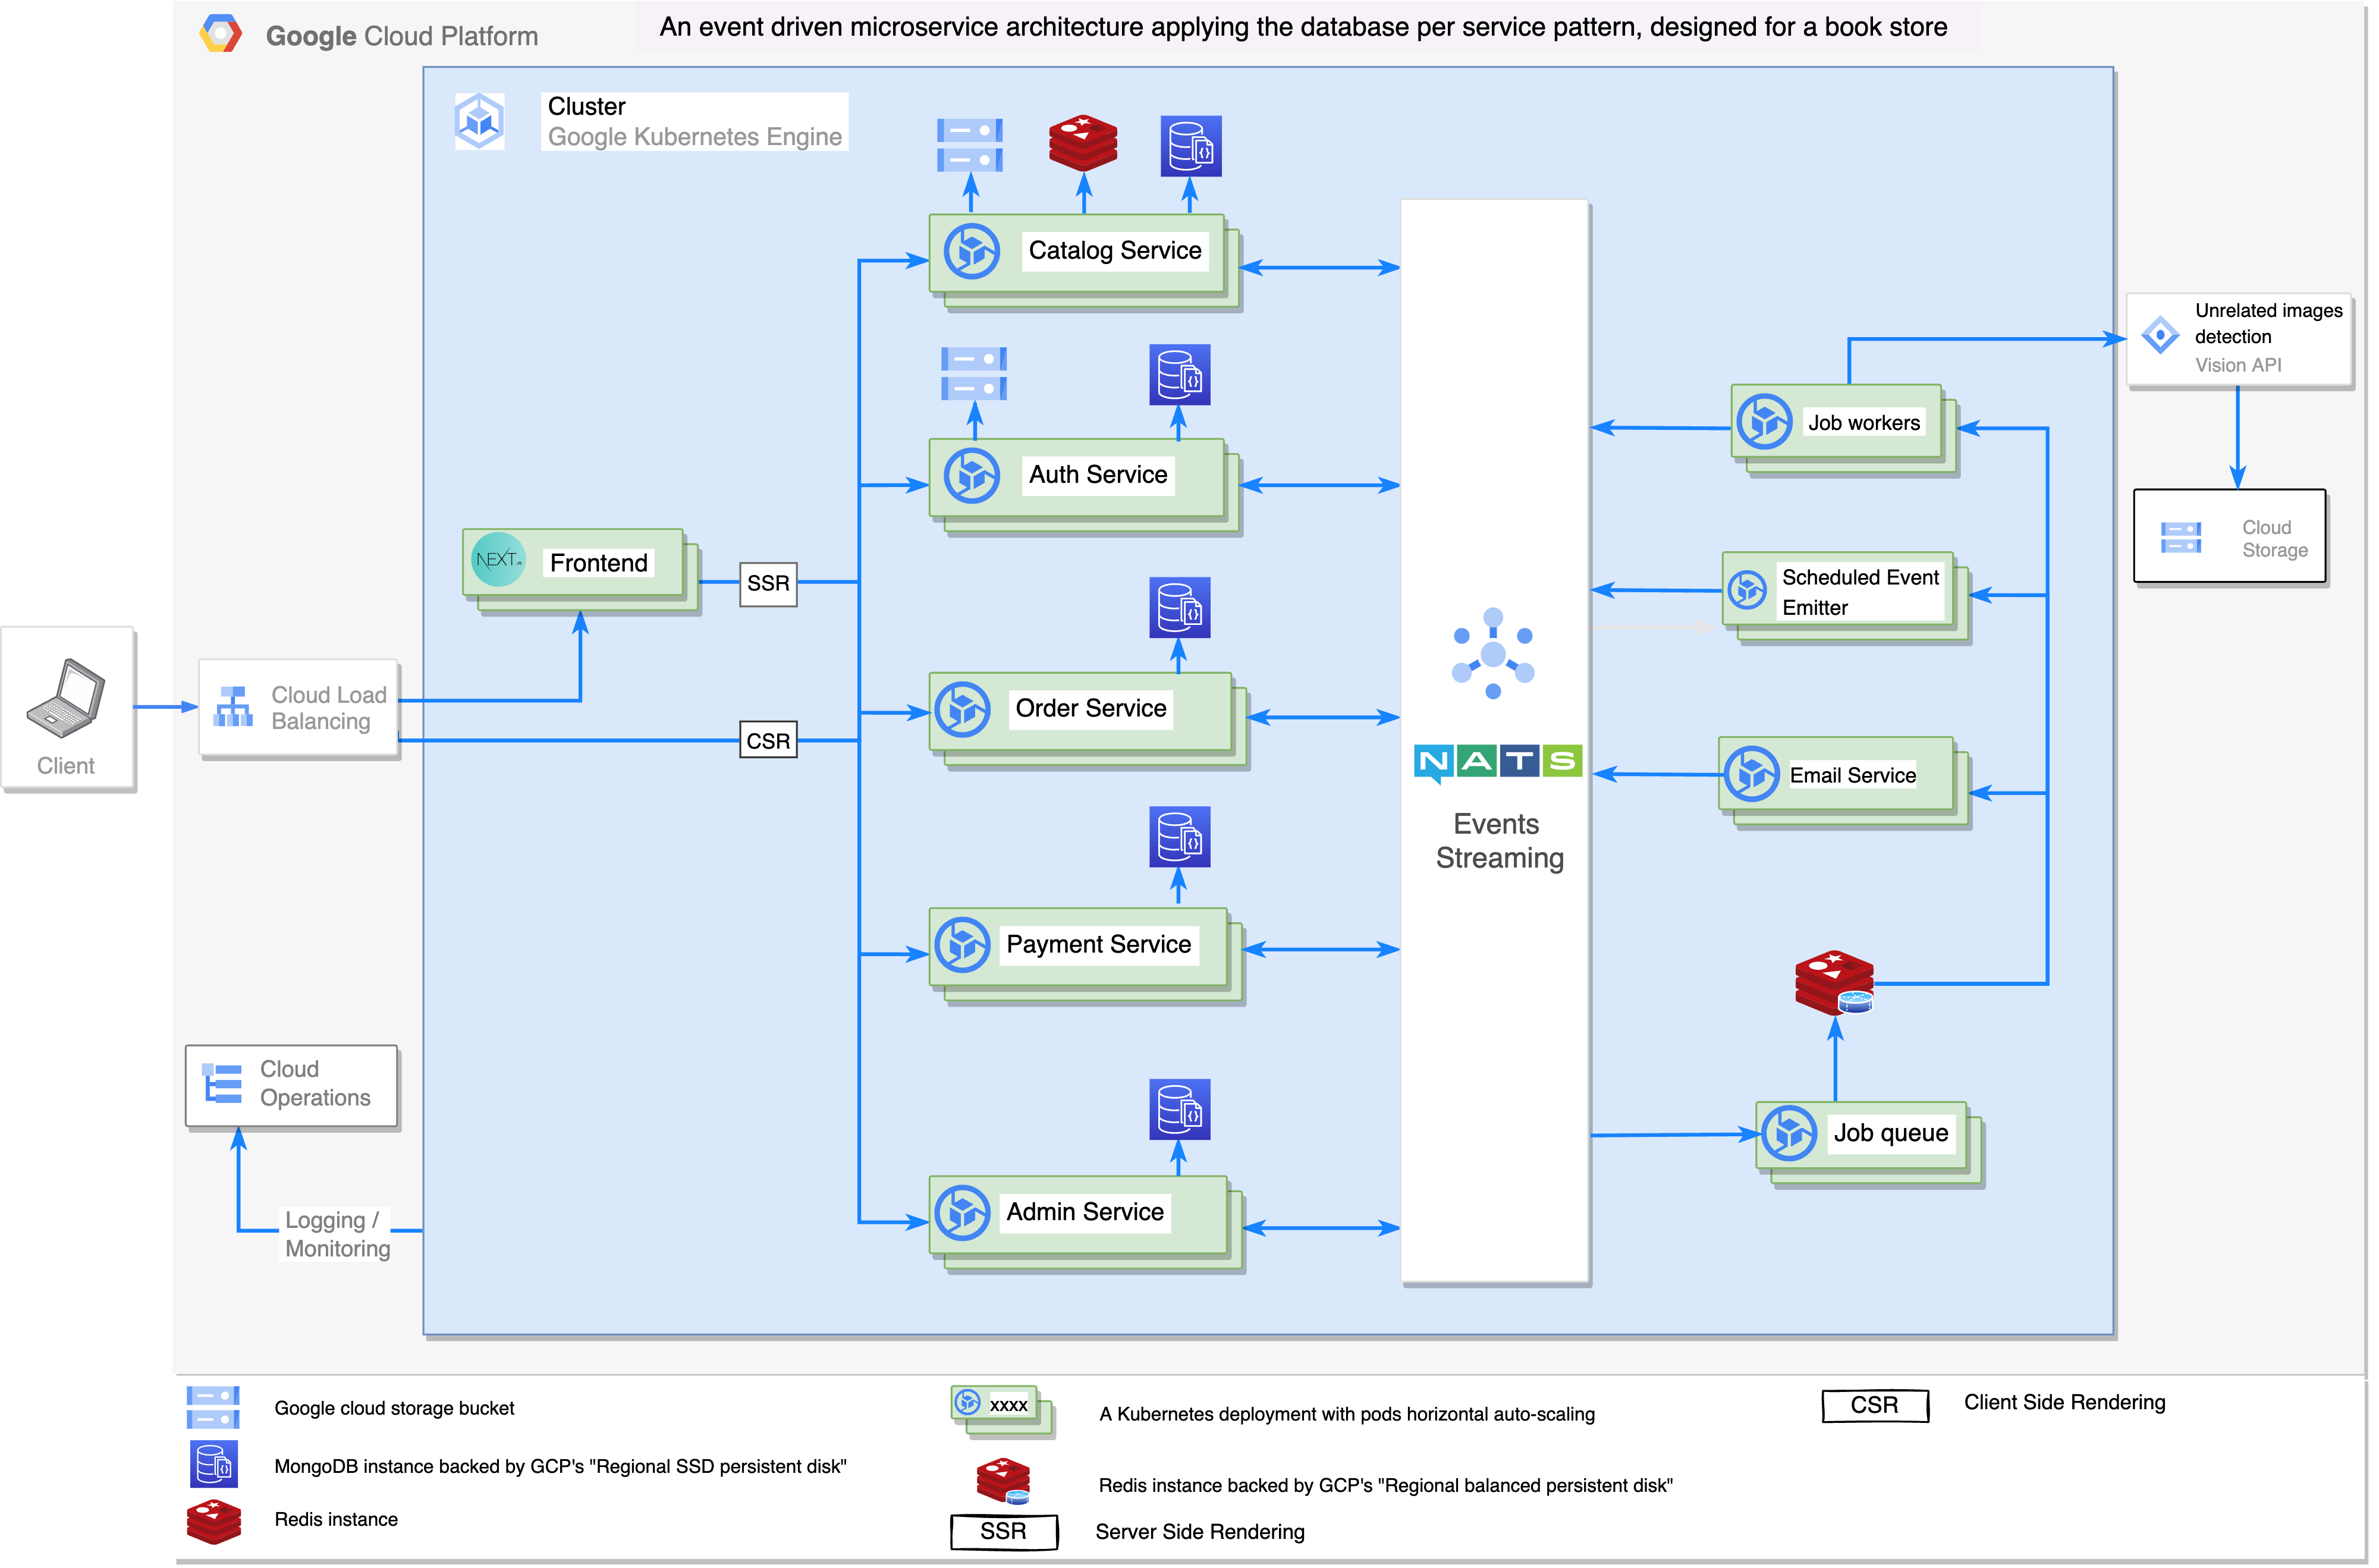 Google Cloud Platform
An event driven microservice architecture applying the database per service pattern, designed for a book store
Cluster
Google Kubernetes Engine
Catalog Service
Auth Service
NEXT.JS
Frontend
SSR
CSR
Order Service
Payment Service
Admin Service
Client
Cloud Load
Balancing
Cloud
Operations
Logging /
Monitoring
NATS
Events
Streaming
Job workers
Scheduled Event
Emitter
Email Service
Job queue
Unrelated images
detection
Vision API
Cloud
Storage
Google cloud storage bucket
MongoDB instance backed by GCP's "Regional SSD persistent disk"
Redis instance
xxxx
A Kubernetes deployment with pods horizontal auto-scaling
Redis instance backed by GCP's "Regional balanced persistent disk"
SSR
Server Side Rendering
CSR
Client Side Rendering